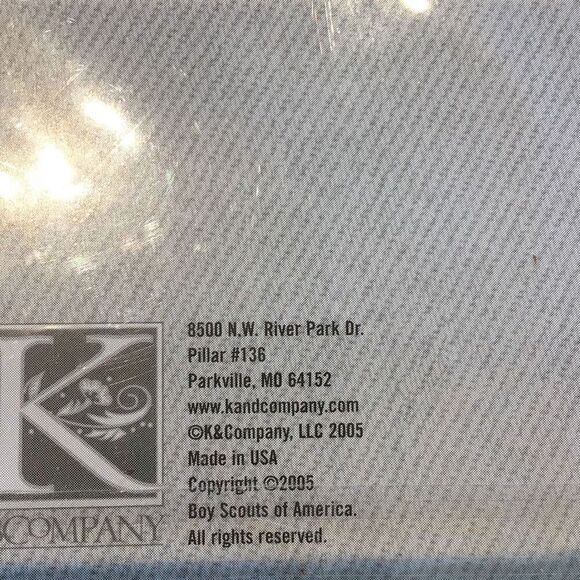 8500 N.W. River Park Dr.
Pillar #136
Parkville, MO 64152
www.kandcompany.com
©K&Company, LLC 2005
Made in USA
Copyright ©2005
Boy Scouts of America.
All rights reserved.
K
&COMPANY